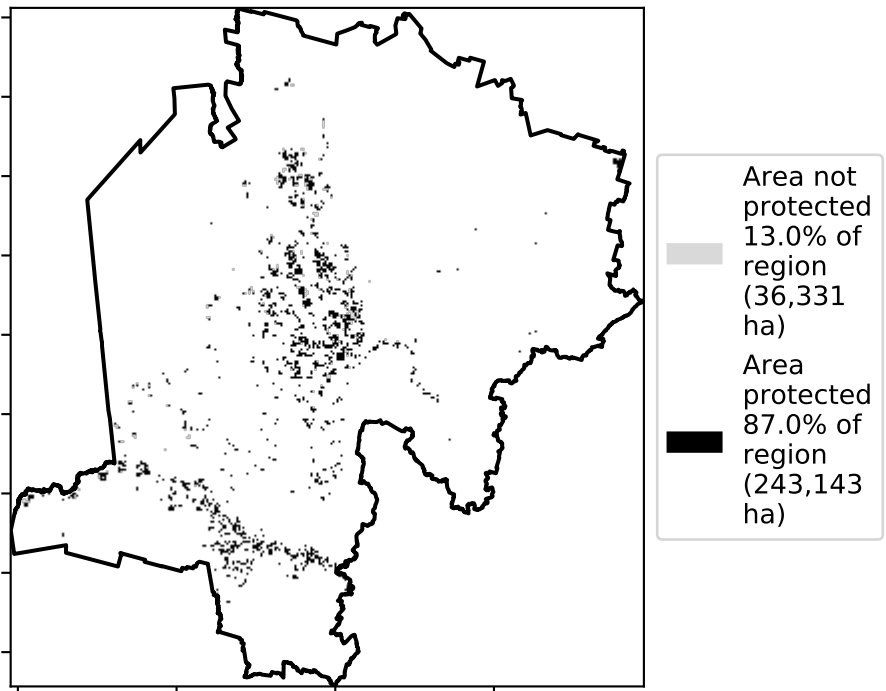 Area not
protected
13.0% of
region
(36,331
ha)
Area
protected
87.0% of
region
(243,143
ha)